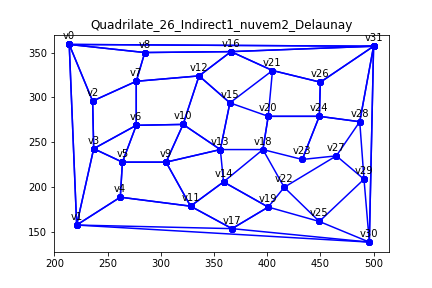 Quadrilate_26_Indirect1_nuvem2_Delaunay
v0
v31
v8
v16
350
v7
v12
v21
v26
300
v2
v15
v6
v10
v20
v24
v28
250
v3
v5
v9
v13
v18
v23
v27
200
v4
v14
v22
v29
v11
v19
v25
150
v1
v17
v30
200
250
300
350
400
450
500